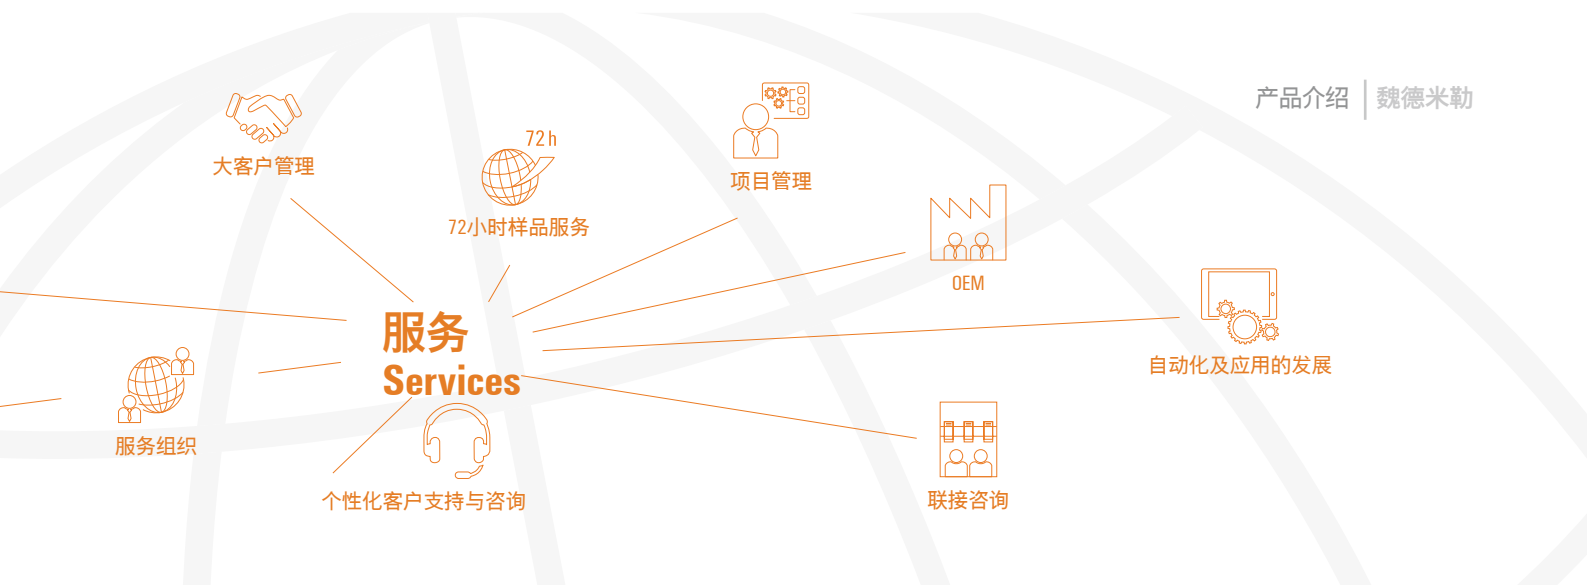 产品介绍 魏德米勒
72 h
大客户管理
项目管理
72小时样品服务
OEM
服务
Services
自动化及应用的发展
服务组织
个性化客户支持与咨询
联接咨询